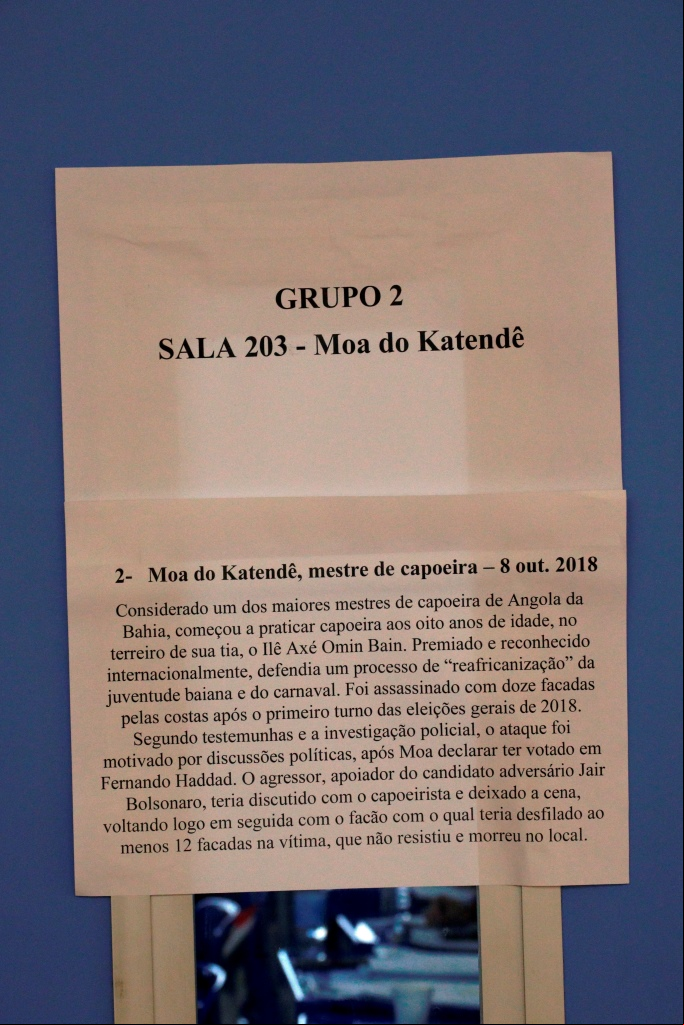 GRUPO 2
SALA 203 - Moa do Katendê
2- Moa do Katendê, mestre de capoeira – 8 out. 2018
Considerado um dos maiores mestres de capoeira de Angola da
Bahia, começou a praticar capoeira aos oito anos de idade, no
terreiro de sua tia, o Ilê Axé Omin Bain. Premiado e reconhecido
internacionalmente, defendia um processo de “reafricanização” da
juventude baiana e do carnaval. Foi assassinado com doze facadas
pelas costas após o primeiro turno das eleições gerais de 2018.
Segundo testemunhas e a investigação policial, o ataque foi
motivado por discussões políticas, após Moa declarar ter votado em
Fernando Haddad. O agressor, apoiador do candidato adversário Jair
Bolsonaro, teria discutido com o capoeirista e deixado a cena,
voltando logo em seguida com o facão com o qual teria desfilado ao
menos 12 facadas na vítima, que não resistiu e morreu no local.